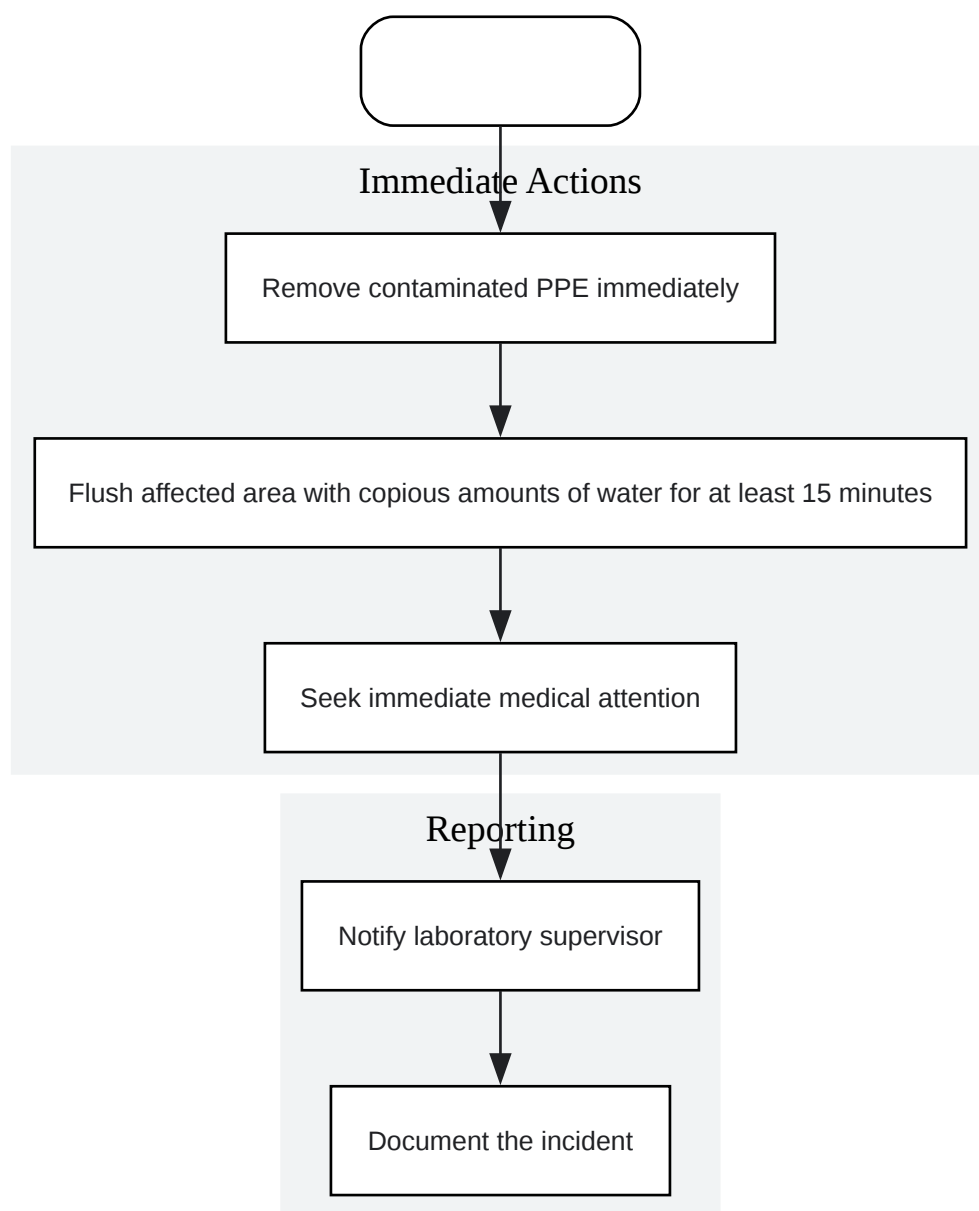 Immediate Actions
Remove contaminated PPE immediately
Flush affected area with copious amounts of water for at least 15 minutes
Seek immediate medical attention
Reporting
Notify laboratory supervisor
Document the incident